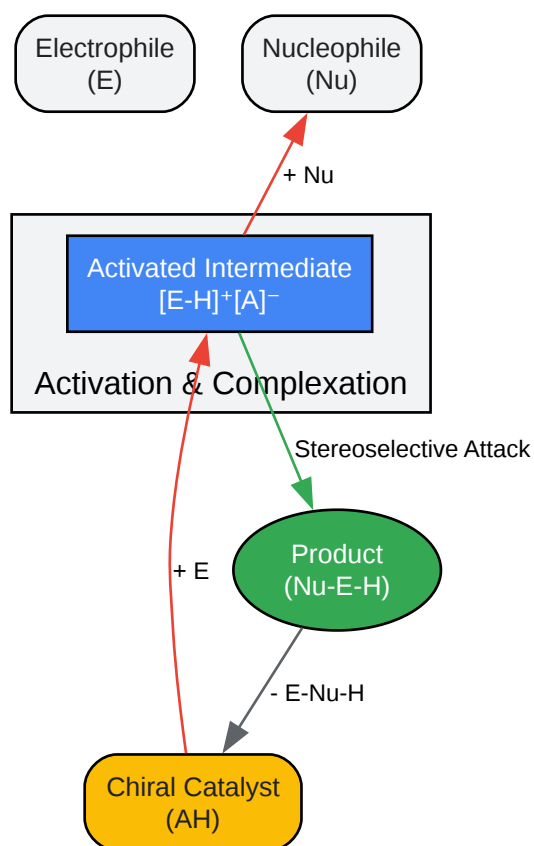 Electrophile
(E)
Nucleophile
(Nu)
+ Nu
Activated Intermediate
[E-H]⁺[A]⁻
Activation & Complexation
Stereoselective Attack
+ E
Product
(Nu-E-H)
- E-Nu-H
Chiral Catalyst
(AH)